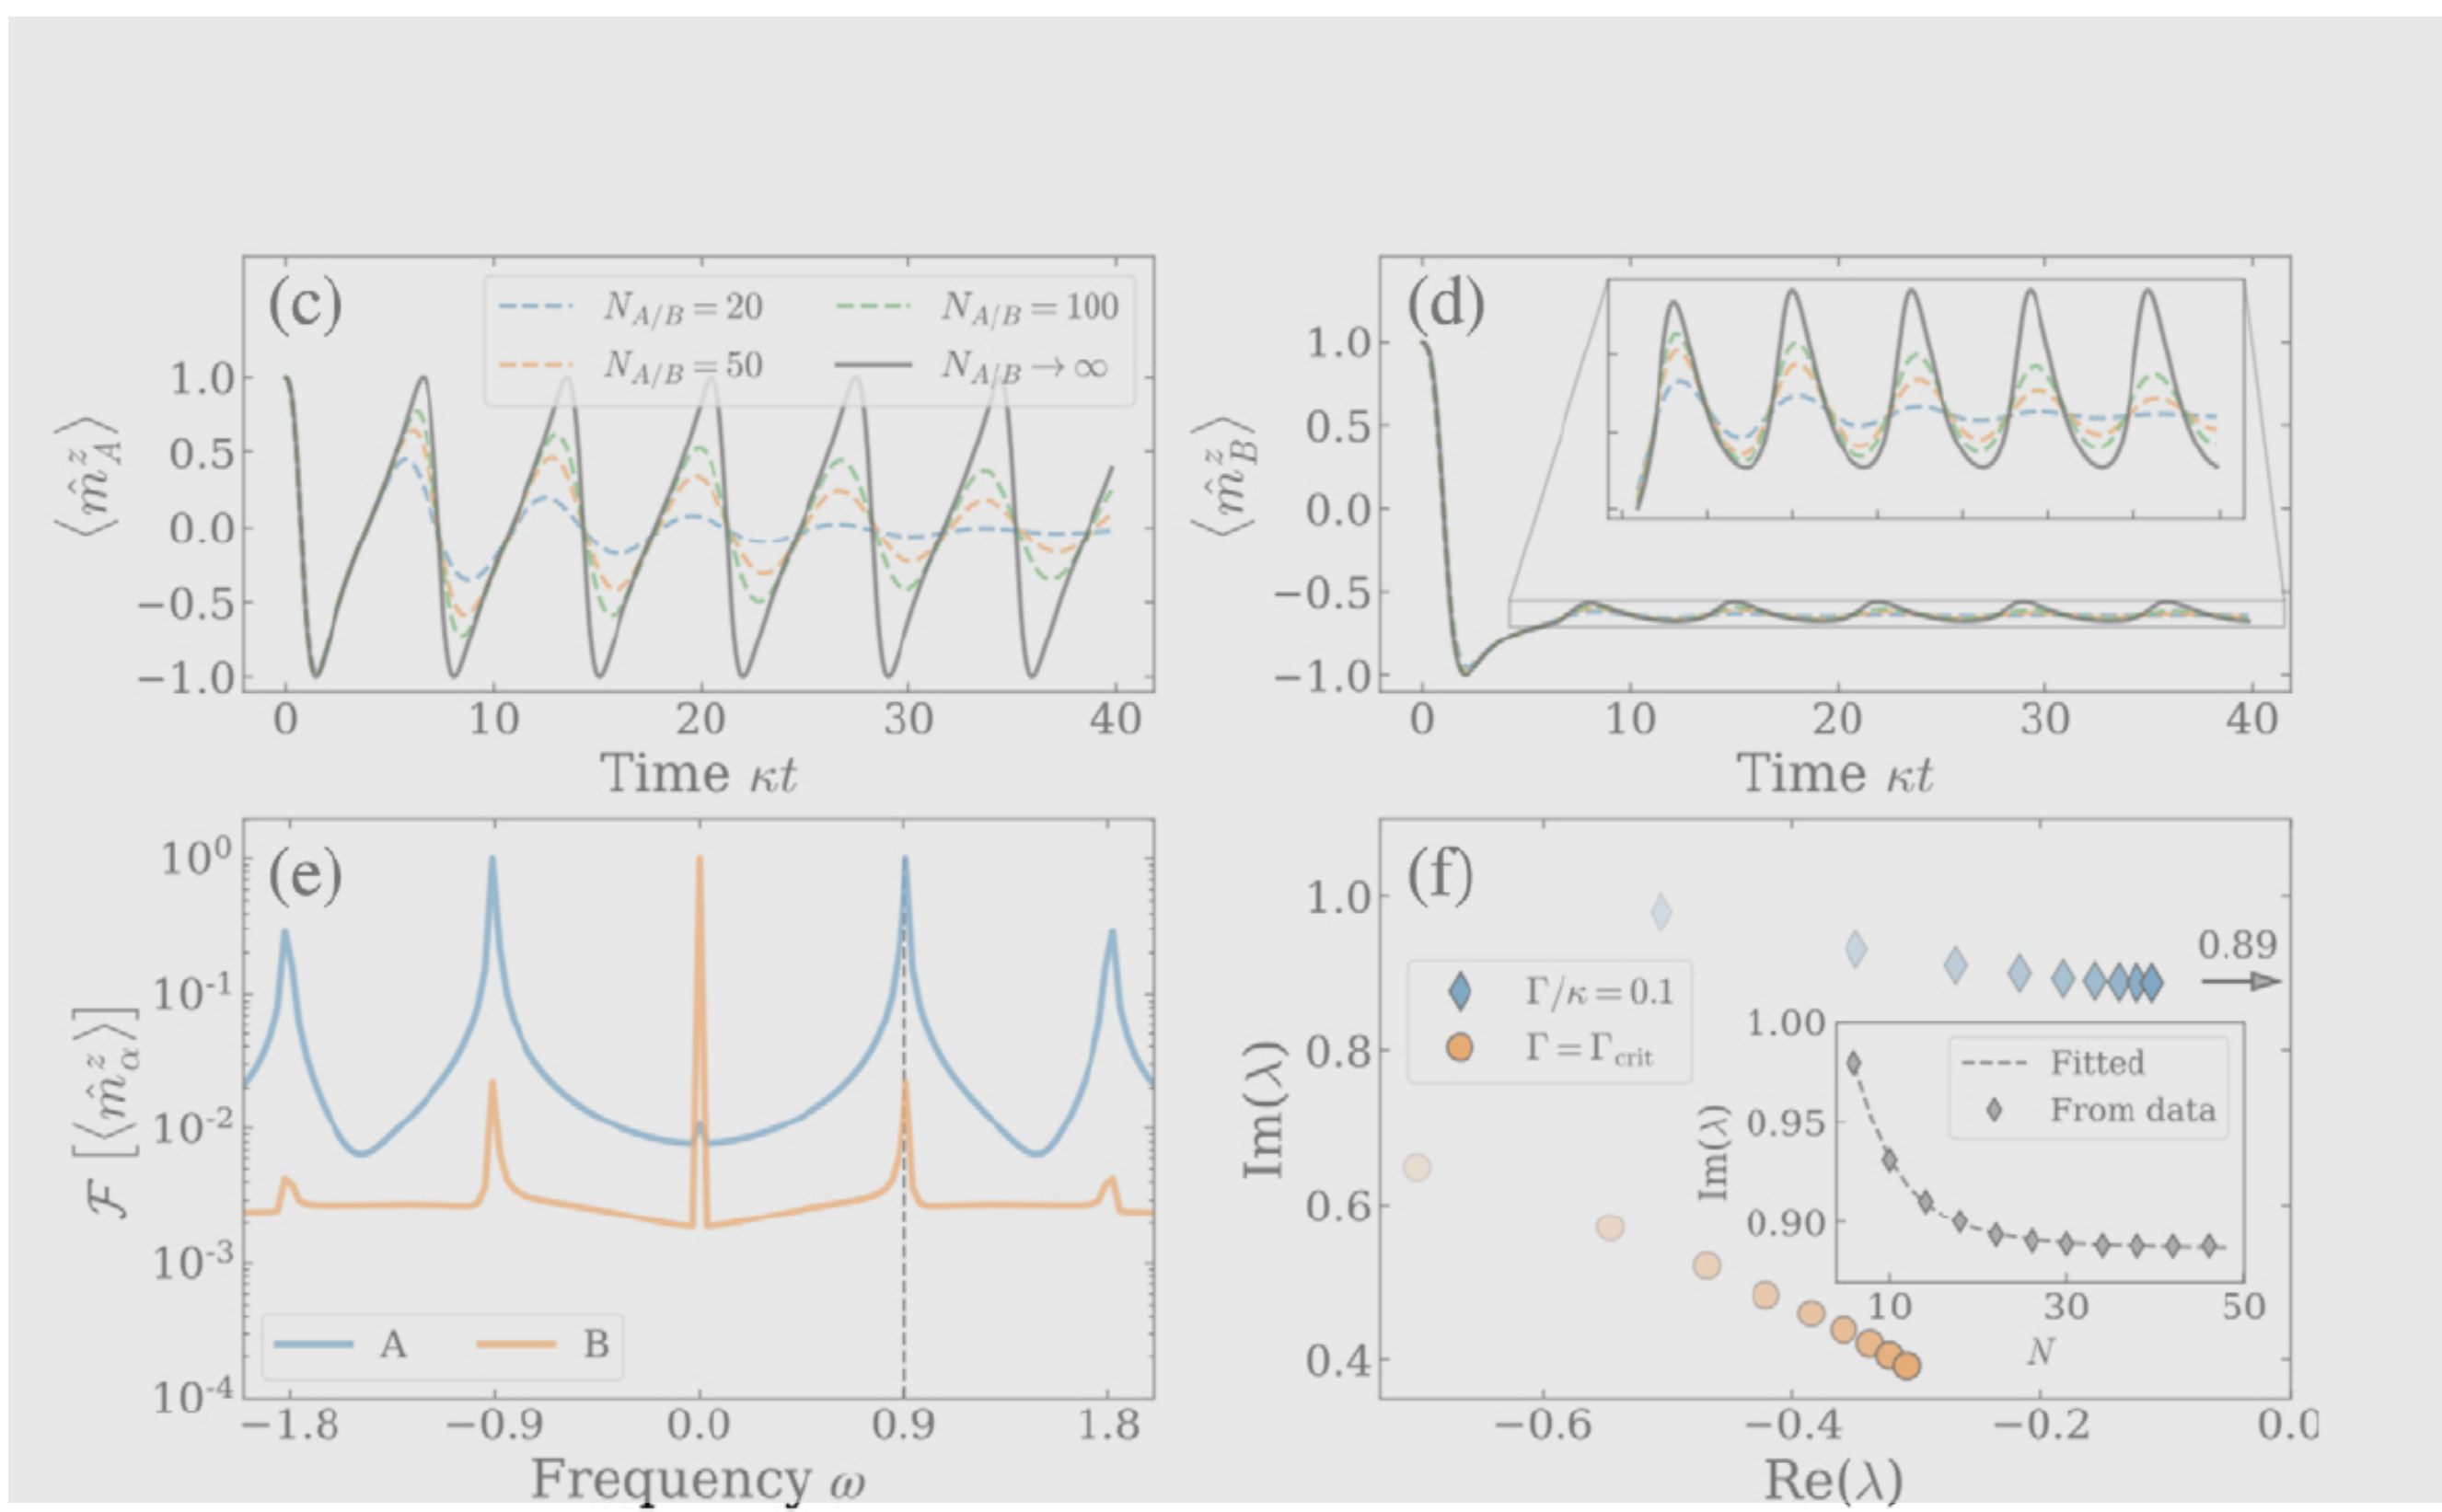 (c)
N_{A/B} = 20
N_{A/B} = 100
N_{A/B} = 50
N_{A/B} → ∞
1.0
0.5
0.0
−0.5
−1.0
⟨m̂_A^z⟩
0 10 20 30 40
Time κt
(d)
1.0
0.5
0.0
−0.5
−1.0
⟨m̂_B^z⟩
0 10 20 30 40
Time κt
(e)
10^0
10^-1
10^-2
10^-3
10^-4
ℱ [⟨m̂_α^z⟩]
A B
−1.8 −0.9 0.0 0.9 1.8
Frequency ω
(f)
1.0
0.8
0.6
0.4
Im(λ)
Γ/κ = 0.1
Γ = Γ_crit
0.89
1.00
0.95
0.90
Im(λ)
Fitted
From data
10 30 50
N
−0.6 −0.4 −0.2 0.0
Re(λ)